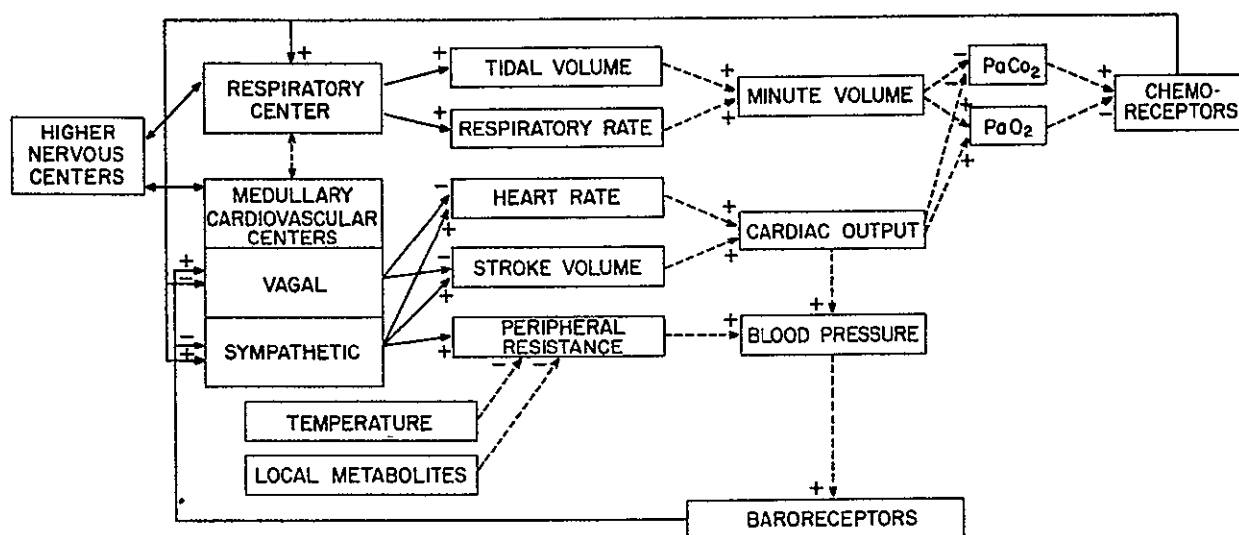 +
RESPIRATORY
CENTER
HIGHER
NERVOUS
CENTERS
MEDULLARY
CARDIOVASCULAR
CENTERS
+
−
VAGAL
−
+
SYMPATHETIC
+
TIDAL VOLUME
+
RESPIRATORY RATE
−
HEART RATE
+
−
STROKE VOLUME
+
PERIPHERAL
RESISTANCE
+
− −
TEMPERATURE
LOCAL METABOLITES
+
MINUTE VOLUME
+
+
CARDIAC OUTPUT
+
+
+
BLOOD PRESSURE
+
BARORECEPTORS
−
−
PaCo₂
+
PaO₂
+
+
CHEMO-
RECEPTORS
−